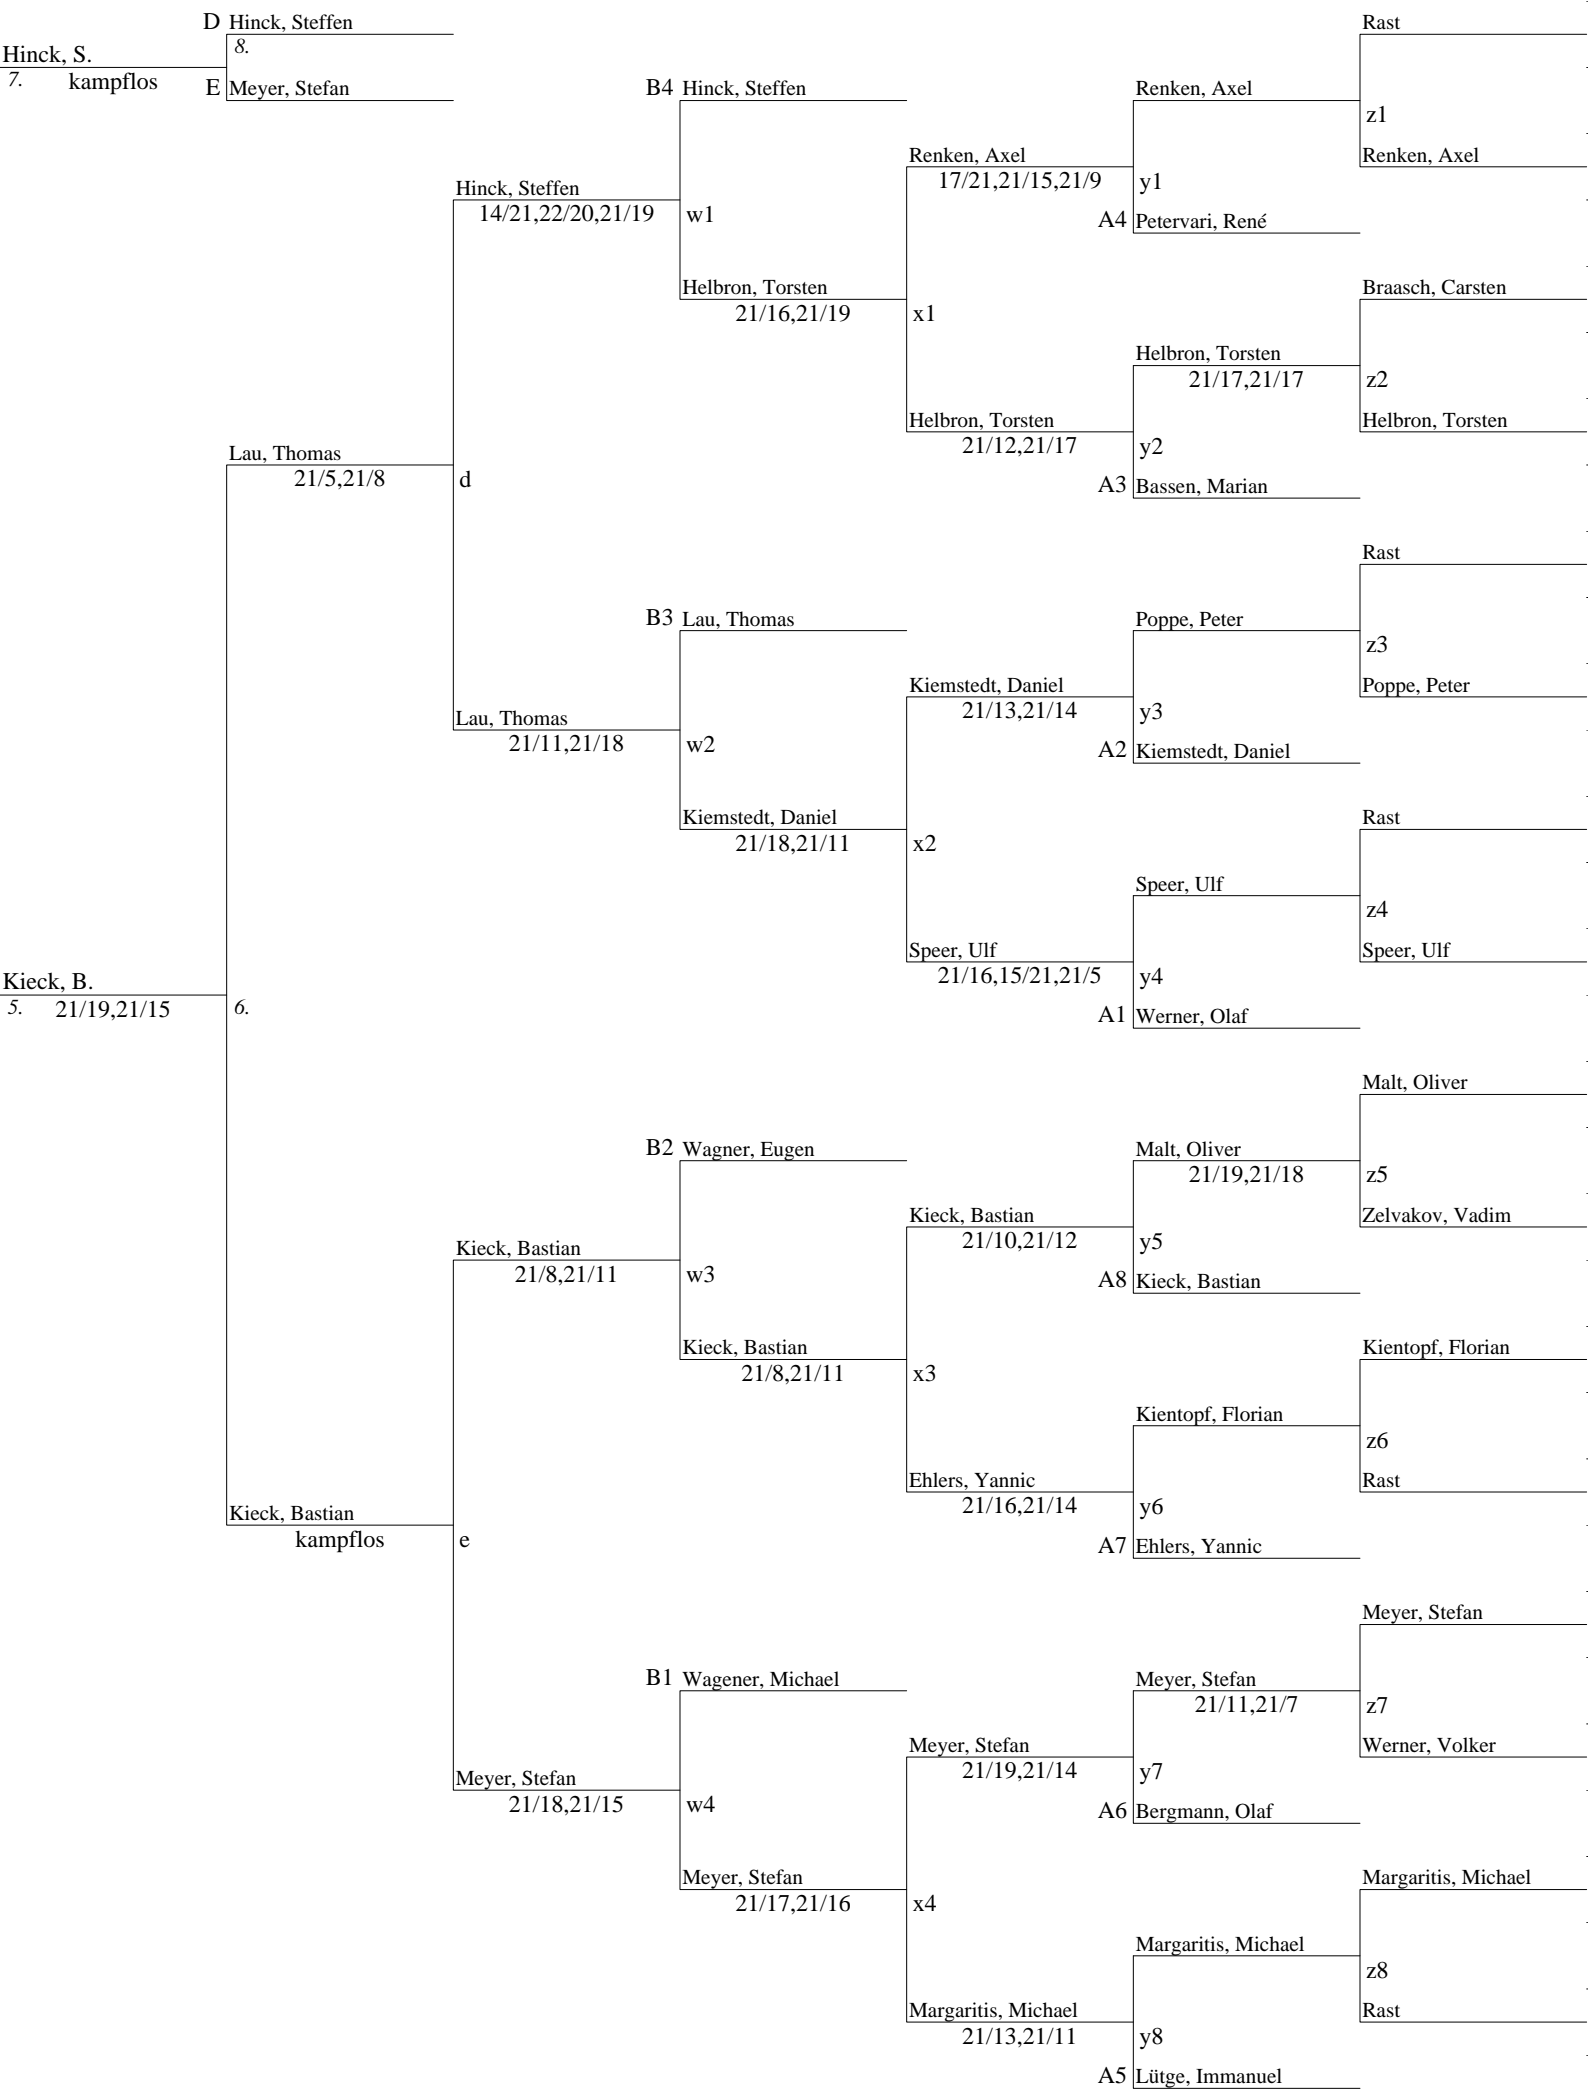 D Hinck, Steffen
8.
Hinck, S.
7. kampflos
E Meyer, Stefan
Rast
B4 Hinck, Steffen
Renken, Axel
z1
Renken, Axel
17/21,21/15,21/9
y1
Renken, Axel
Hinck, Steffen
14/21,22/20,21/19
w1
A4 Petervari, René
Helbron, Torsten
21/16,21/19
x1
Braasch, Carsten
Helbron, Torsten
21/17,21/17
z2
Helbron, Torsten
21/12,21/17
y2
Helbron, Torsten
Lau, Thomas
21/5,21/8
d
A3 Bassen, Marian
Rast
B3 Lau, Thomas
Poppe, Peter
z3
Kiemstedt, Daniel
21/13,21/14
y3
Poppe, Peter
Lau, Thomas
21/11,21/18
w2
A2 Kiemstedt, Daniel
Kiemstedt, Daniel
21/18,21/11
x2
Rast
Speer, Ulf
z4
Speer, Ulf
21/16,15/21,21/5
y4
Speer, Ulf
Kieck, B.
5. 21/19,21/15
6.
A1 Werner, Olaf
Malt, Oliver
B2 Wagner, Eugen
Malt, Oliver
21/19,21/18
z5
Kieck, Bastian
21/10,21/12
y5
Zelvakov, Vadim
Kieck, Bastian
21/8,21/11
w3
A8 Kieck, Bastian
Kieck, Bastian
21/8,21/11
x3
Kientopf, Florian
Kientopf, Florian
z6
Ehlers, Yannic
21/16,21/14
y6
Rast
Kieck, Bastian
kampflos
e
A7 Ehlers, Yannic
Meyer, Stefan
B1 Wagener, Michael
Meyer, Stefan
21/11,21/7
z7
Meyer, Stefan
21/19,21/14
y7
Werner, Volker
Meyer, Stefan
21/18,21/15
w4
A6 Bergmann, Olaf
Meyer, Stefan
21/17,21/16
x4
Margaritis, Michael
Margaritis, Michael
z8
Margaritis, Michael
21/13,21/11
y8
Rast
A5 Lütge, Immanuel